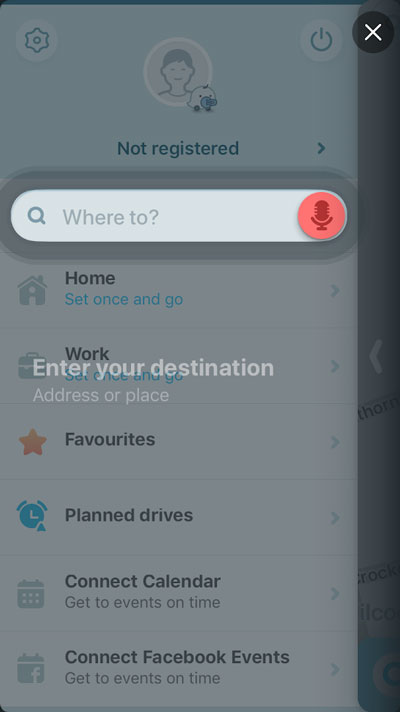 Not registered
Where to?
Home
Set once and go
Work
Set once and go
Enter your destination
Address or place
Favourites
Planned drives
Connect Calendar
Get to events on time
Connect Facebook Events
Get to events on time